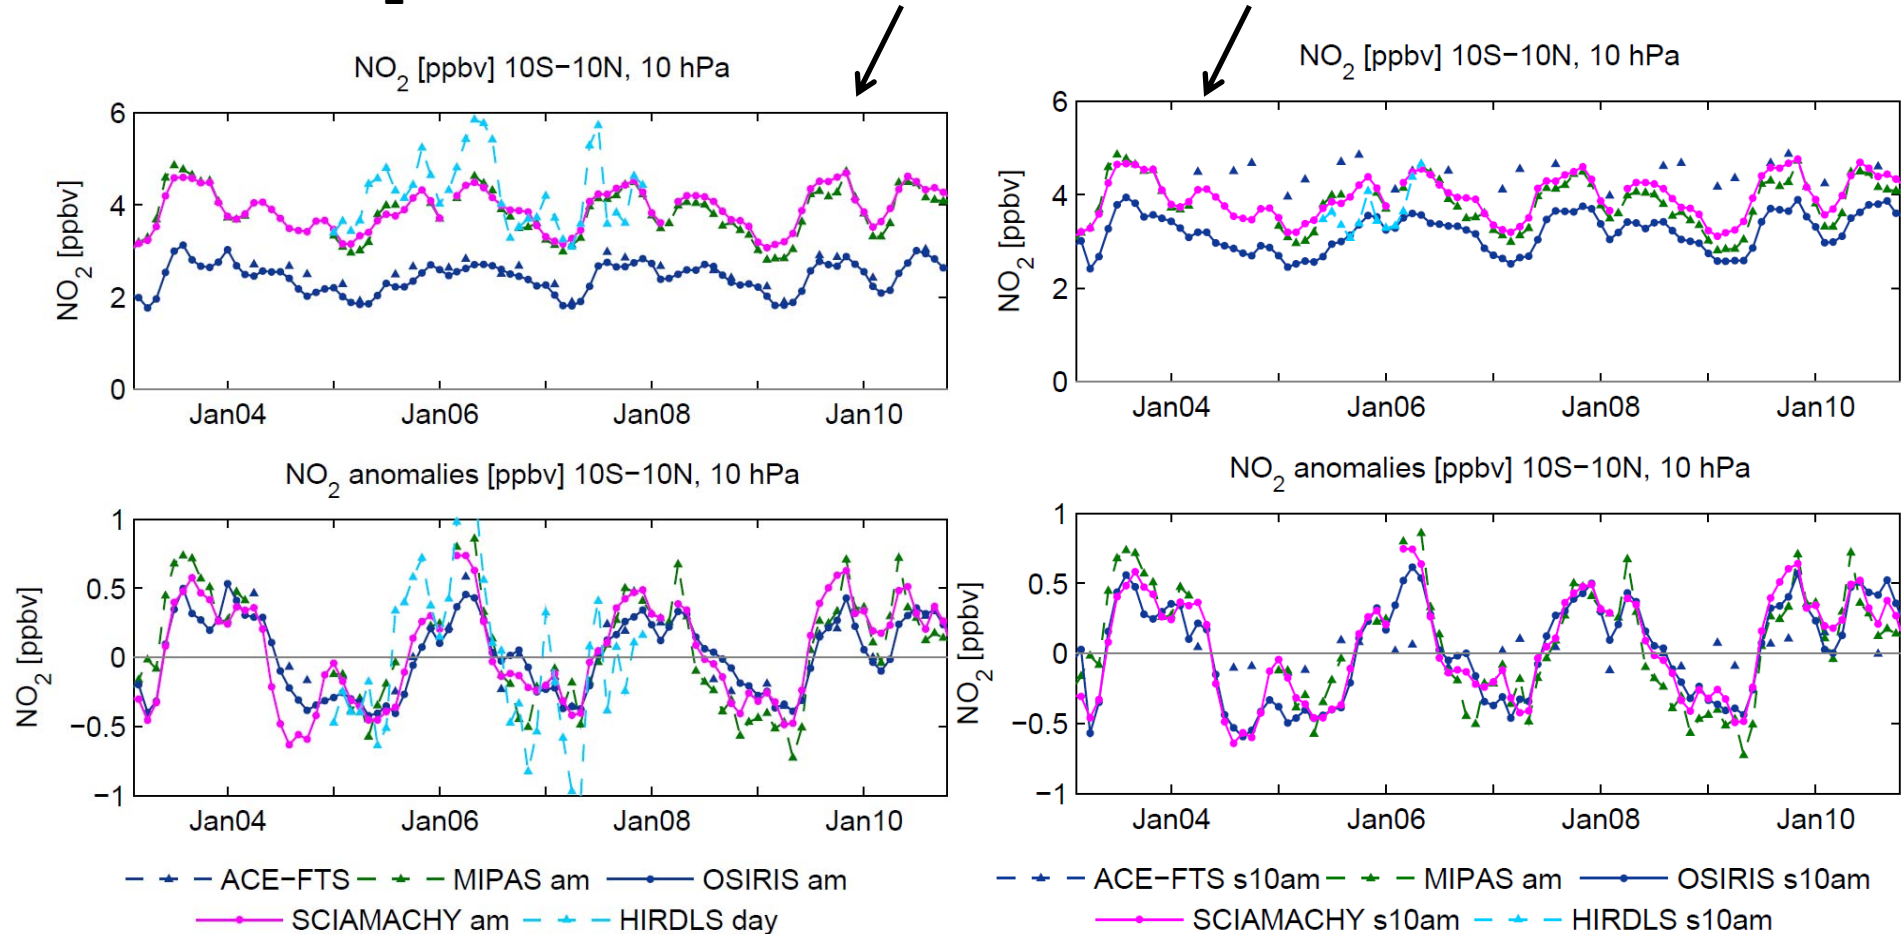 NO2 [ppbv] 10S−10N, 10 hPa
NO2 [ppbv]
6
4
2
0
Jan04 Jan06 Jan08 Jan10
NO2 [ppbv] 10S−10N, 10 hPa
NO2 [ppbv]
6
4
2
0
Jan04 Jan06 Jan08 Jan10
NO2 anomalies [ppbv] 10S−10N, 10 hPa
NO2 [ppbv]
1
0.5
0
−0.5
−1
Jan04 Jan06 Jan08 Jan10
ACE−FTS MIPAS am OSIRIS am
SCIAMACHY am HIRDLS day
NO2 anomalies [ppbv] 10S−10N, 10 hPa
NO2 [ppbv]
1
0.5
0
−0.5
−1
Jan04 Jan06 Jan08 Jan10
ACE−FTS s10am MIPAS am OSIRIS s10am
SCIAMACHY s10am HIRDLS s10am